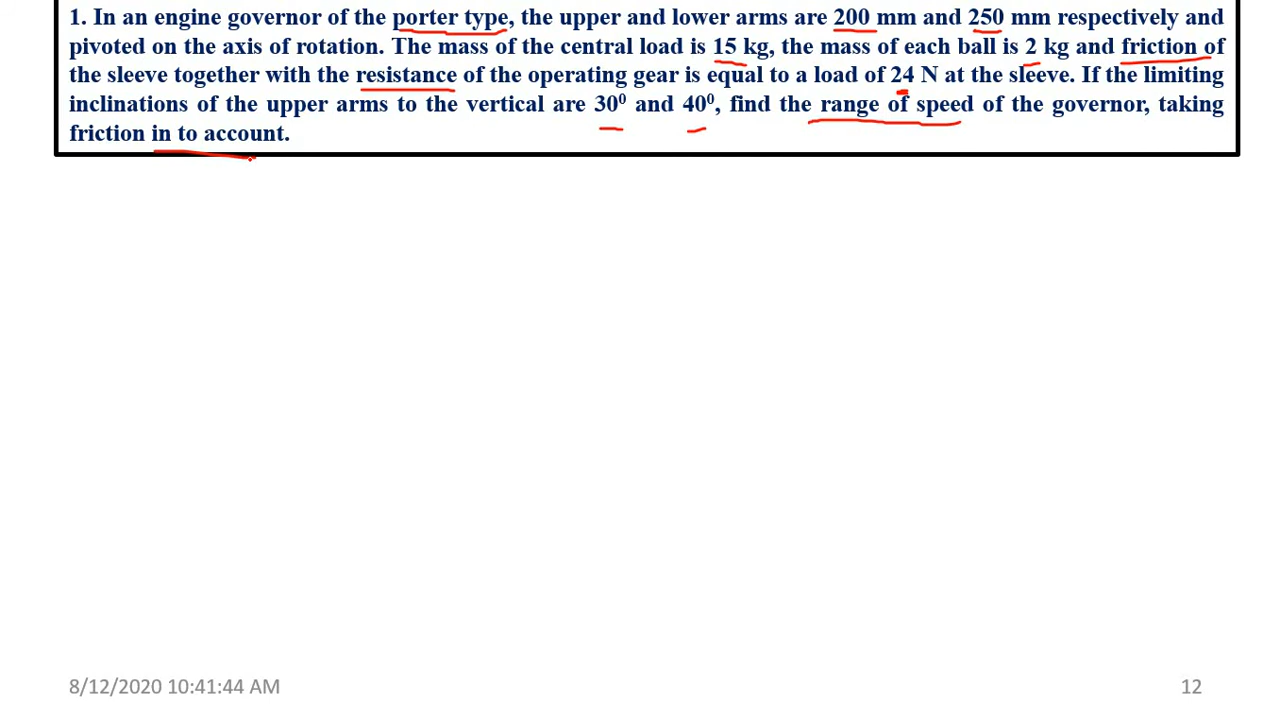 1. In an engine governor of the porter type, the upper and lower arms are 200 mm and 250 mm respectively and
pivoted on the axis of rotation. The mass of the central load is 15 kg, the mass of each ball is 2 kg and friction of
the sleeve together with the resistance of the operating gear is equal to a load of 24 N at the sleeve. If the limiting
inclinations of the upper arms to the vertical are 30⁰ and 40⁰, find the range of speed of the governor, taking
friction in to account.
8/12/2020 10:41:44 AM
12